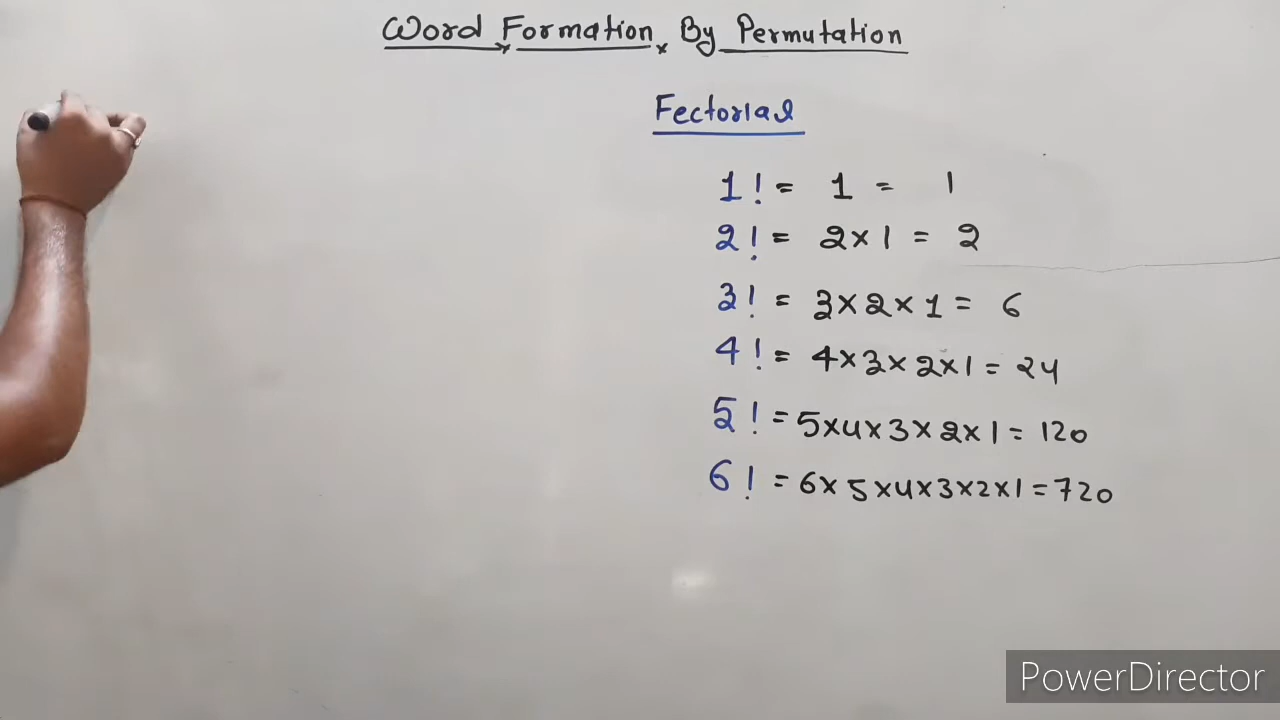 Word Formation By Permutation
Fectorial
1! = 1 = 1
2! = 2×1 = 2
3! = 3×2×1 = 6
4! = 4×3×2×1 = 24
5! = 5×4×3×2×1 = 120
6! = 6×5×4×3×2×1 = 720
PowerDirector